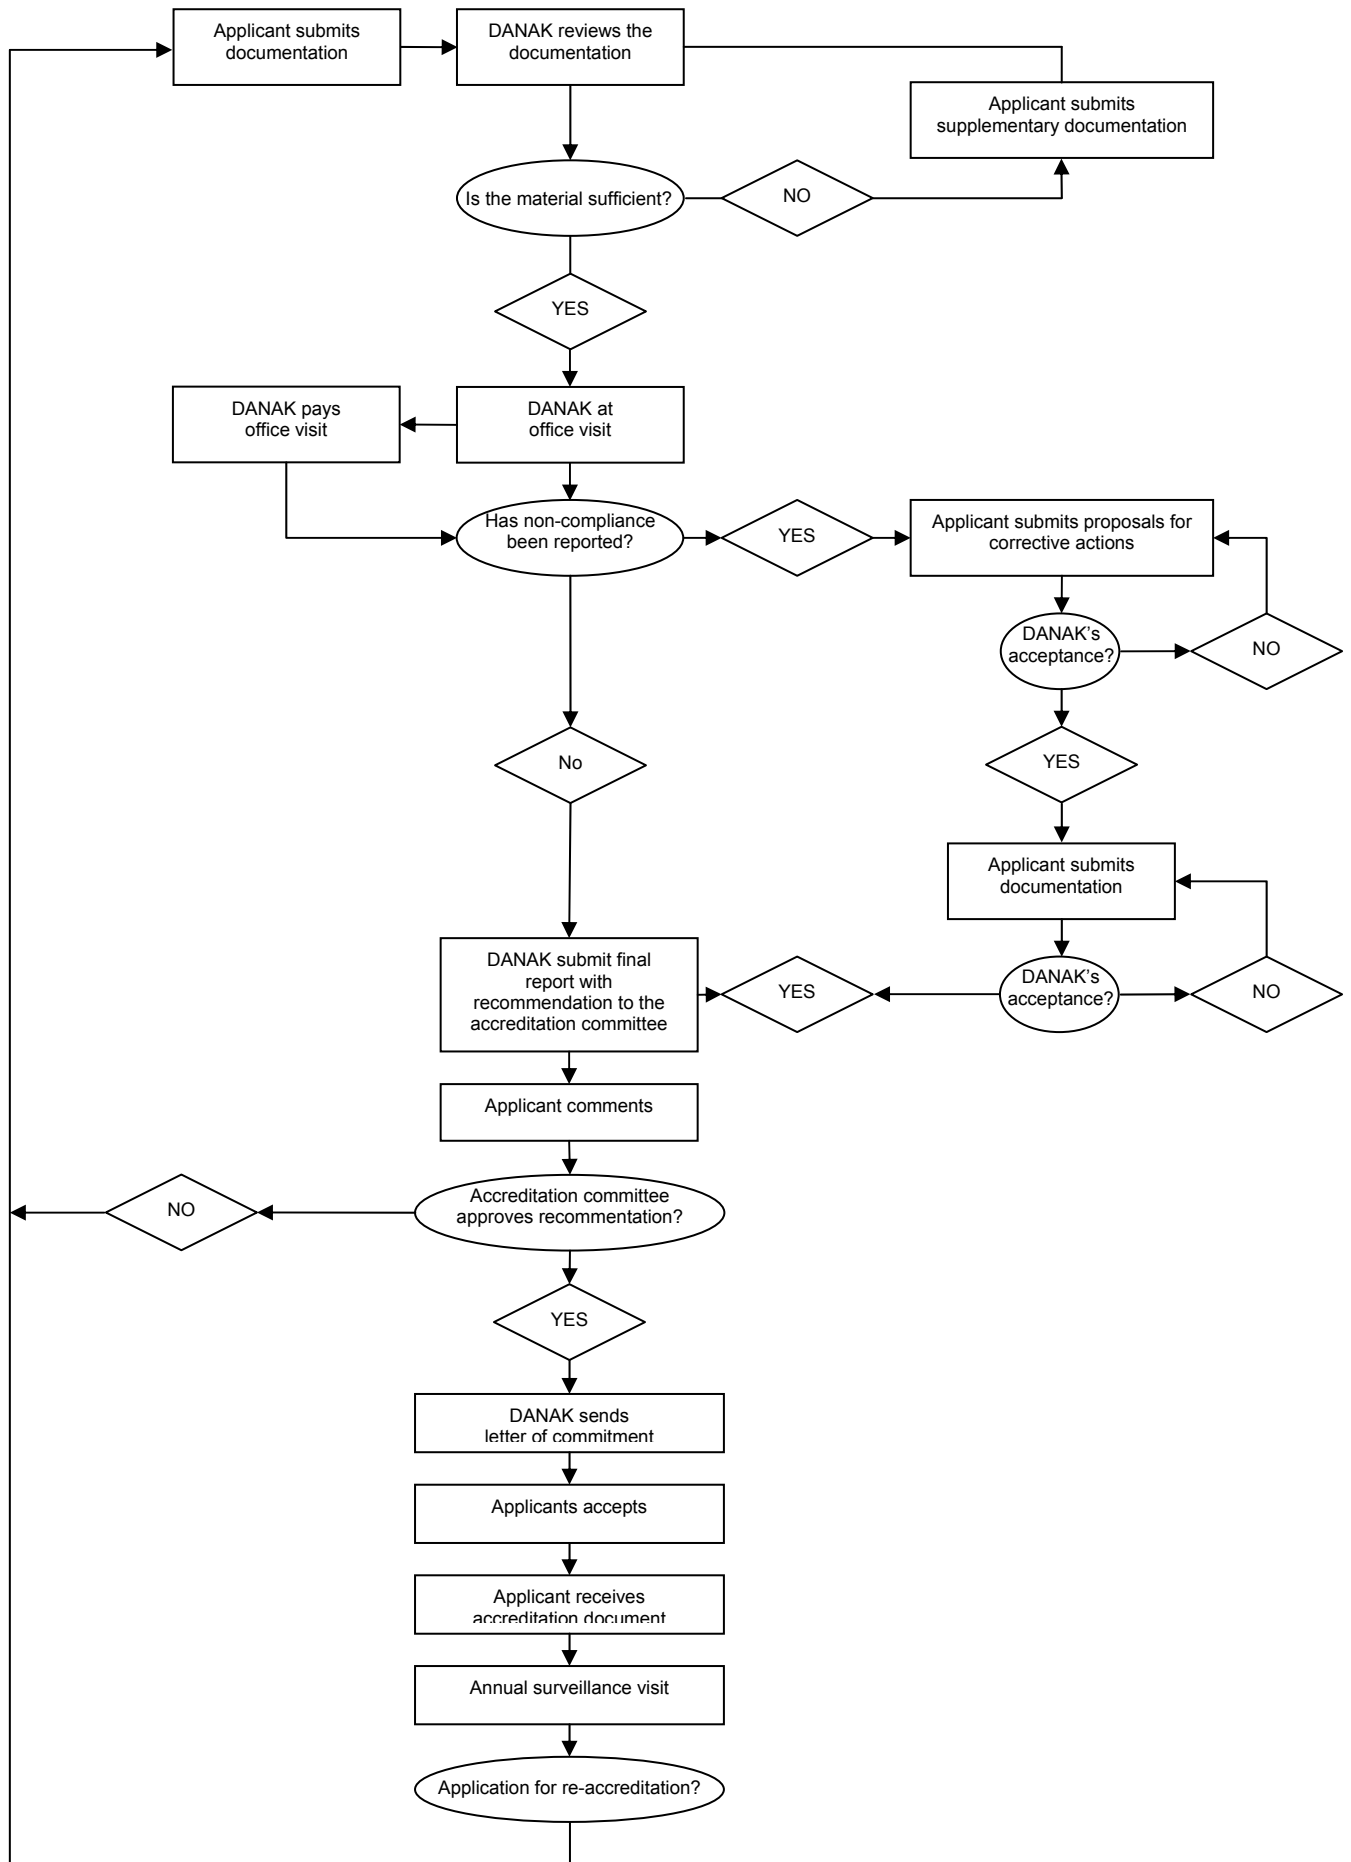 Applicant submits
documentation
DANAK reviews the
documentation
Applicant submits
supplementary documentation
Is the material sufficient?
NO
YES
DANAK pays
office visit
DANAK at
office visit
Has non-compliance
been reported?
YES
Applicant submits proposals for
corrective actions
DANAK's
acceptance?
NO
YES
No
Applicant submits
documentation
DANAK submit final
report with
recommendation to the
accreditation committee
YES
DANAK's
acceptance?
NO
Applicant comments
Accreditation committee
approves recommentation?
NO
YES
DANAK sends
letter of commitment
Applicants accepts
Applicant receives
accreditation document
Annual surveillance visit
Application for re-accreditation?